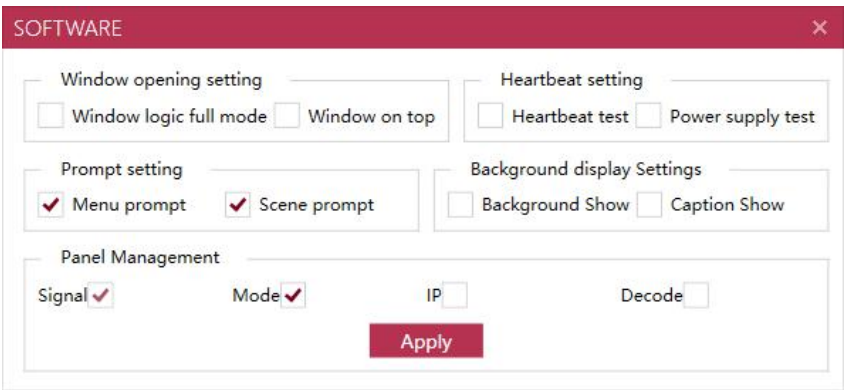 SOFTWARE
Window opening setting
Window logic full mode Window on top
Heartbeat setting
Heartbeat test Power supply test
Prompt setting
Menu prompt Scene prompt
Background display Settings
Background Show Caption Show
Panel Management
Signal Mode IP Decode
Apply